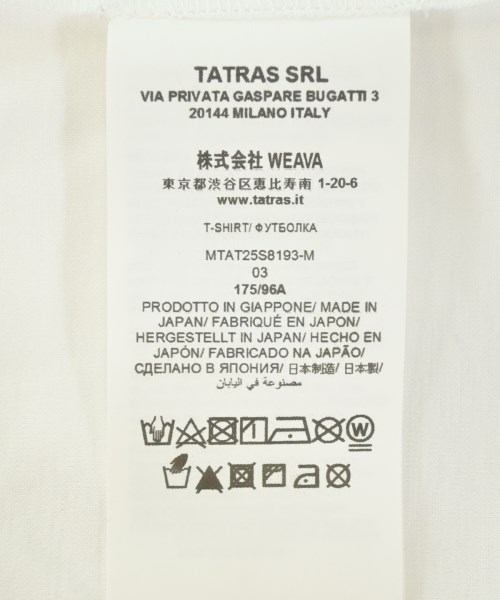 TATRAS SRL
VIA PRIVATA GASPARE BUGATTI 3
20144 MILANO ITALY
株式会社 WEAVA
東京都渋谷区恵比寿南 1-20-6
www.tatras.it
T-SHIRT/ ФУТБОЛКА
MTAT25S8193-M
03
175/96A
PRODOTTO IN GIAPPONE/ MADE IN
JAPAN/ FABRIQUÉ EN JAPON/
HERGESTELLT IN JAPAN/ HECHO EN
JAPÓN/ FABRICADO NA JAPÃO/
СДЕЛАНО В ЯПОНИЯ/ 日本制造/ 日本製/
مصنوعة في اليابان
W